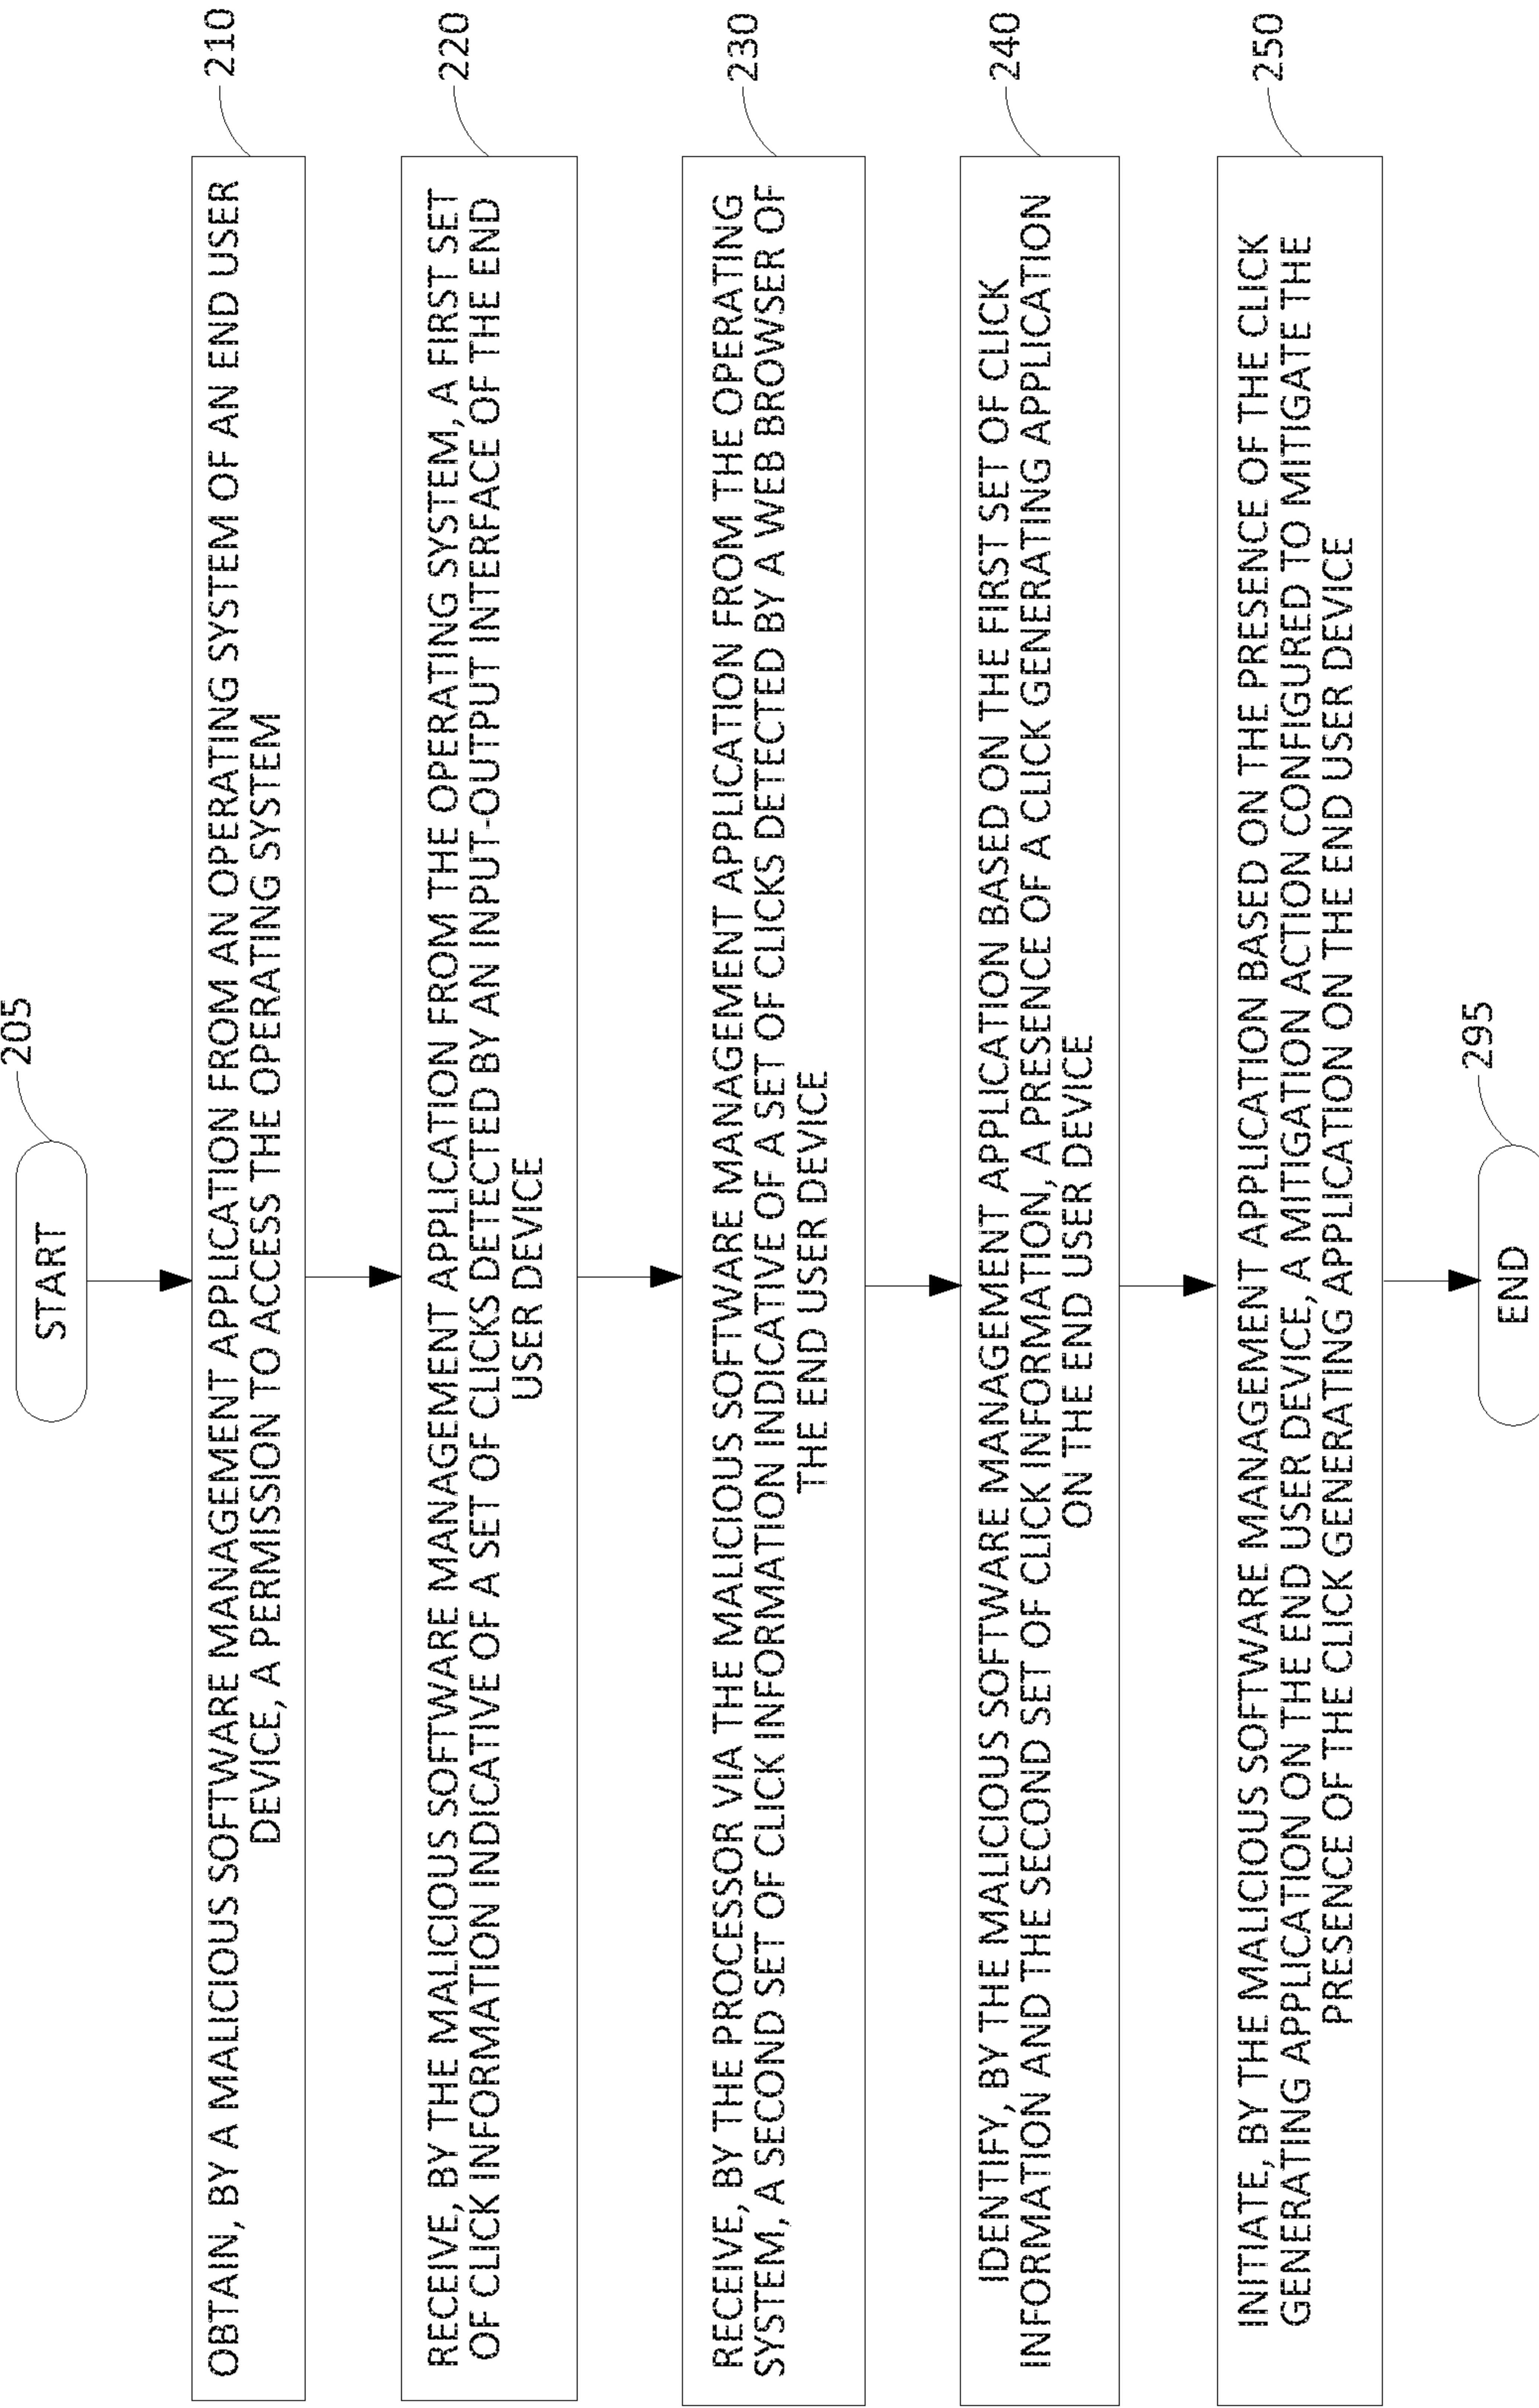 205
START
210
OBTAIN, BY A MALICIOUS SOFTWARE MANAGEMENT APPLICATION FROM AN OPERATING SYSTEM OF AN END USER
DEVICE, A PERMISSION TO ACCESS THE OPERATING SYSTEM
220
RECEIVE, BY THE MALICIOUS SOFTWARE MANAGEMENT APPLICATION FROM THE OPERATING SYSTEM, A FIRST SET
OF CLICK INFORMATION INDICATIVE OF A SET OF CLICKS DETECTED BY AN INPUT-OUTPUT INTERFACE OF THE END
USER DEVICE
230
RECEIVE, BY THE PROCESSOR VIA THE MALICIOUS SOFTWARE MANAGEMENT APPLICATION FROM THE OPERATING
SYSTEM, A SECOND SET OF CLICK INFORMATION INDICATIVE OF A SET OF CLICKS DETECTED BY A WEB BROWSER OF
THE END USER DEVICE
240
IDENTIFY, BY THE MALICIOUS SOFTWARE MANAGEMENT APPLICATION BASED ON THE FIRST SET OF CLICK
INFORMATION AND THE SECOND SET OF CLICK INFORMATION, A PRESENCE OF A CLICK GENERATING APPLICATION
ON THE END USER DEVICE
250
INITIATE, BY THE MALICIOUS SOFTWARE MANAGEMENT APPLICATION BASED ON THE PRESENCE OF THE CLICK
GENERATING APPLICATION ON THE END USER DEVICE, A MITIGATION ACTION CONFIGURED TO MITIGATE THE
PRESENCE OF THE CLICK GENERATING APPLICATION ON THE END USER DEVICE
295
END